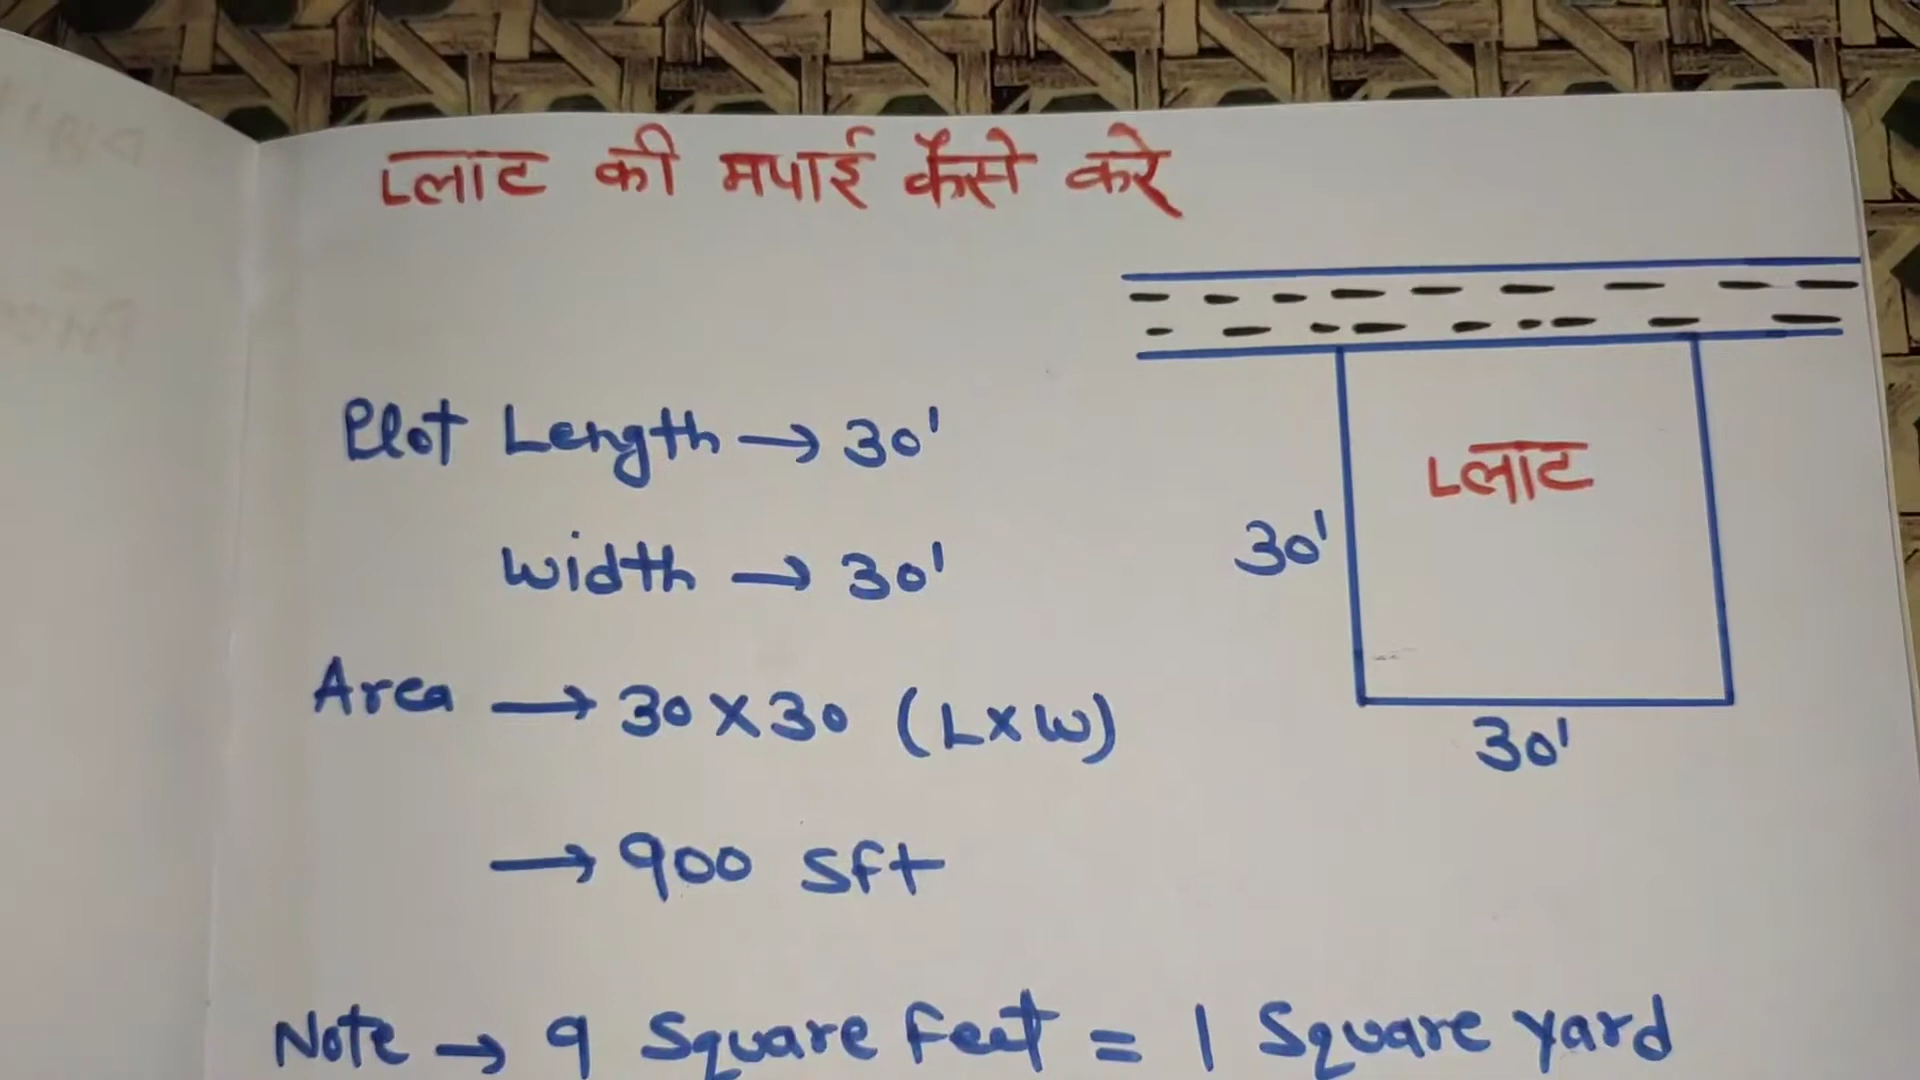 प्लाट की मपाई कैसे करे
Plot Length → 30'
width → 30'
Area → 30 X 30 (L X W)
→ 900 Sft
प्लाट
30'
30'
Note → 9 Square Feet = 1 Square yard